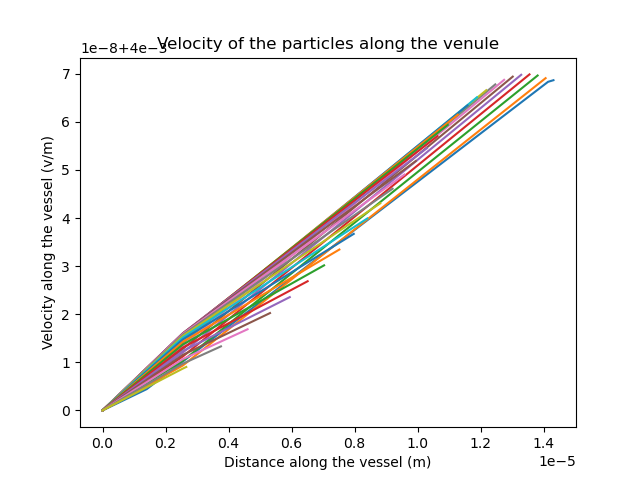 Velocity of the particles along the venule
1e−8+4e−3
7
6
5
4
3
2
1
0
Velocity along the vessel (v/m)
0.0 0.2 0.4 0.6 0.8 1.0 1.2 1.4
Distance along the vessel (m)
1e−5